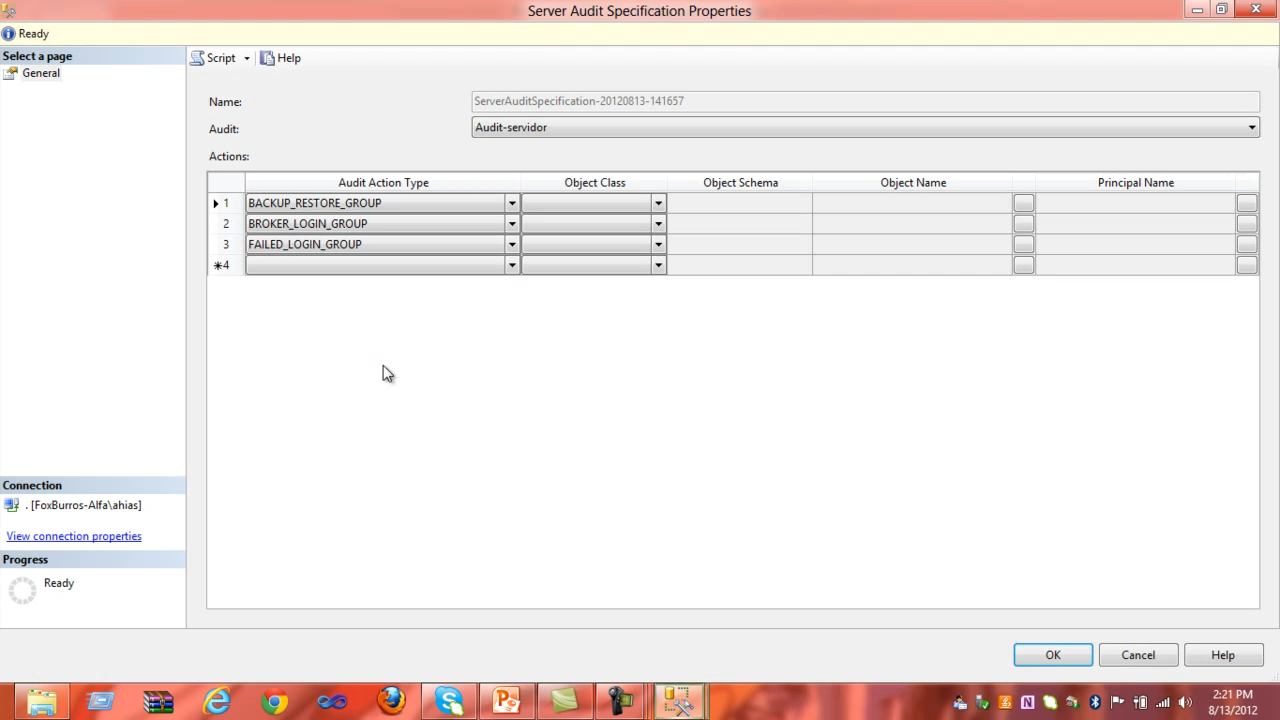 Server Audit Specification Properties
Ready
Select a page
General
Script
Help
Name:
ServerAuditSpecification-20120813-141657
Audit:
Audit-servidor
Actions:
Audit Action Type Object Class Object Schema Object Name Principal Name
1 BACKUP_RESTORE_GROUP
2 BROKER_LOGIN_GROUP
3 FAILED_LOGIN_GROUP
*4
Connection
. [FoxBurros-Alfa\ahias]
View connection properties
Progress
Ready
OK Cancel Help
2:21 PM
8/13/2012